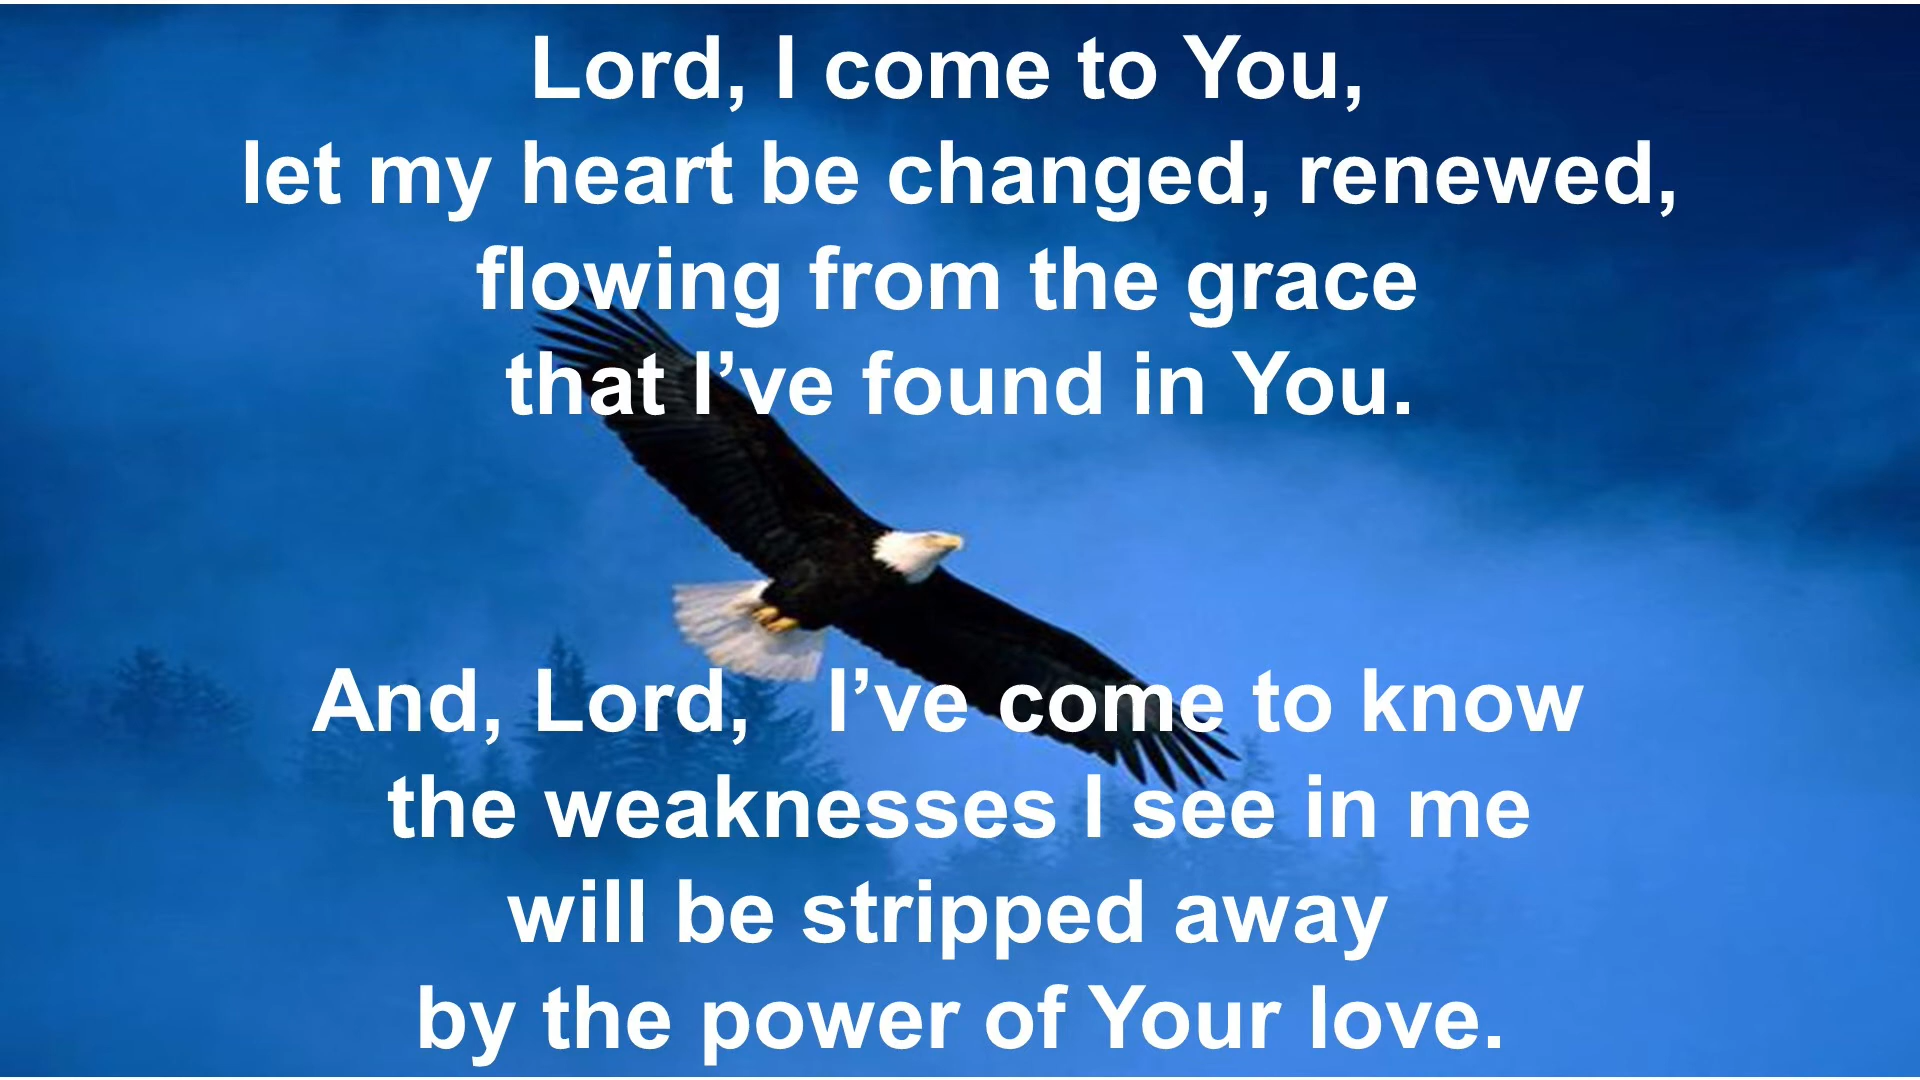 Lord, I come to You,
let my heart be changed, renewed,
flowing from the grace
that I’ve found in You.
And, Lord,   I’ve come to know
the weaknesses I see in me
will be stripped away
by the power of Your love.